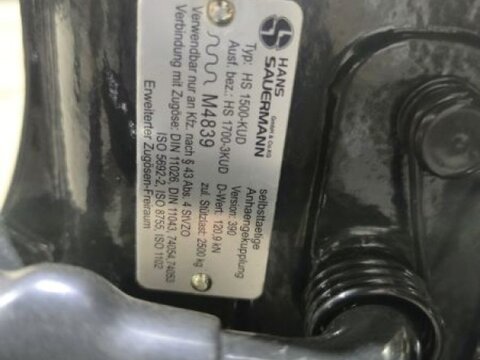 HANS
SAUERMANN
GmbH & Co KG
selbsttaetige
Anhaengekupplung
Typ: HS 1500-KUD
Version: 390
Ausf. bez.: HS 1700-3KUD
D-Wert: 120,9 kN
M4839
zul. Stützlast: 2500 kg
Verwendbar nur an Kfz. nach § 43 Abs. 4 StVZO
Verbindung mit Zugöse: DIN 11026, DIN 11043, 74054, 74053
ISO 5692-2, ISO 8755, ISO 1102
Erweiterter Zugösen-Freiraum